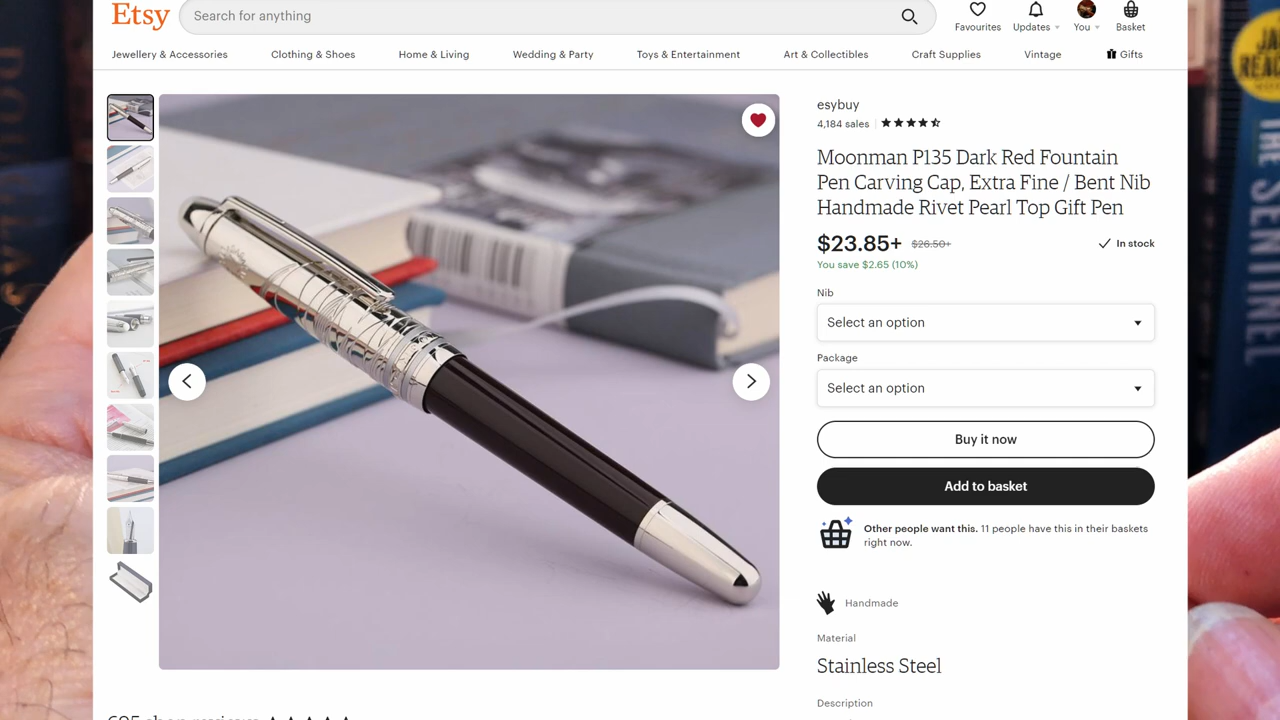 Etsy
Search for anything
Favourites
Updates
You
Basket
Jewellery & Accessories
Clothing & Shoes
Home & Living
Wedding & Party
Toys & Entertainment
Art & Collectibles
Craft Supplies
Vintage
Gifts
esybuy
4,184 sales
Moonman P135 Dark Red Fountain
Pen Carving Cap, Extra Fine / Bent Nib
Handmade Rivet Pearl Top Gift Pen
$23.85+ $26.50+
In stock
You save $2.65 (10%)
Nib
Select an option
Package
Select an option
Buy it now
Add to basket
Other people want this. 11 people have this in their baskets
right now.
Handmade
Material
Stainless Steel
Description
THE SENTINEL